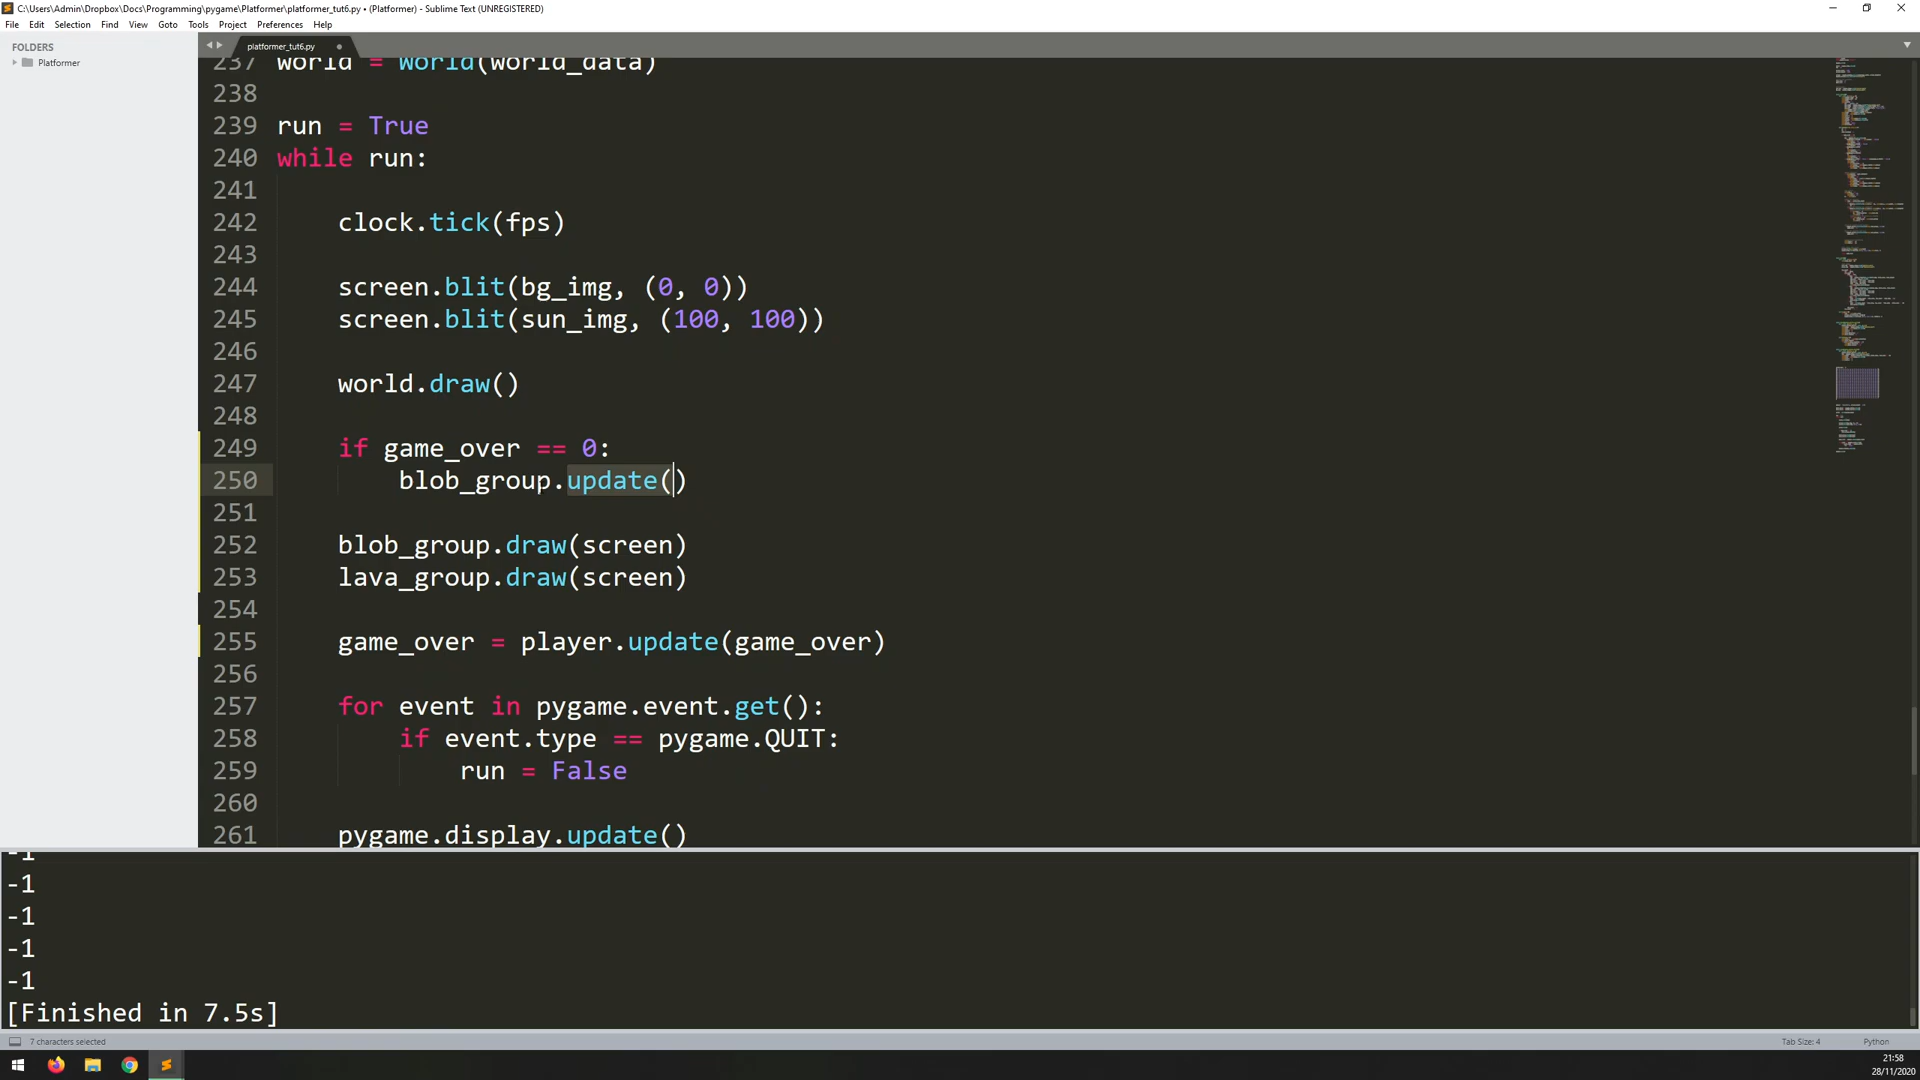 C:\Users\Admin\Dropbox\Docs\Programming\pygame\Platformer\platformer_tut6.py • (Platformer) - Sublime Text (UNREGISTERED)
File Edit Selection Find View Goto Tools Project Preferences Help
FOLDERS
Platformer
platformer_tut6.py
237 world = World(world_data)
238
239 run = True
240 while run:
241
242 clock.tick(fps)
243
244 screen.blit(bg_img, (0, 0))
245 screen.blit(sun_img, (100, 100))
246
247 world.draw()
248
249 if game_over == 0:
250 blob_group.update()
251
252 blob_group.draw(screen)
253 lava_group.draw(screen)
254
255 game_over = player.update(game_over)
256
257 for event in pygame.event.get():
258 if event.type == pygame.QUIT:
259 run = False
260
261 pygame.display.update()
-1
-1
-1
-1
-1
[Finished in 7.5s]
7 characters selected
Tab Size: 4
Python
21:58
28/11/2020